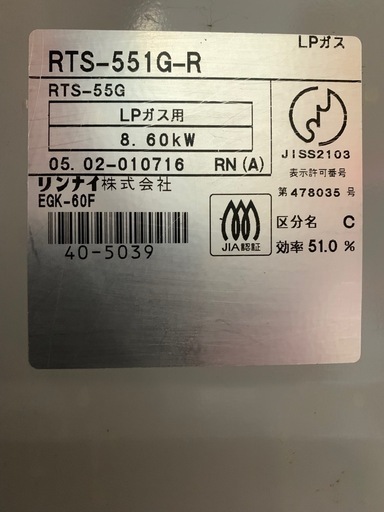 LPガス
RTS-551G-R
RTS-55G
LPガス用
8.60kW
05.02-010716 RN(A)
リンナイ株式会社
EGK-60F
40-5039
JISS2103
表示許可番号
第478035号
JIA認証
区分名 C
効率51.0%